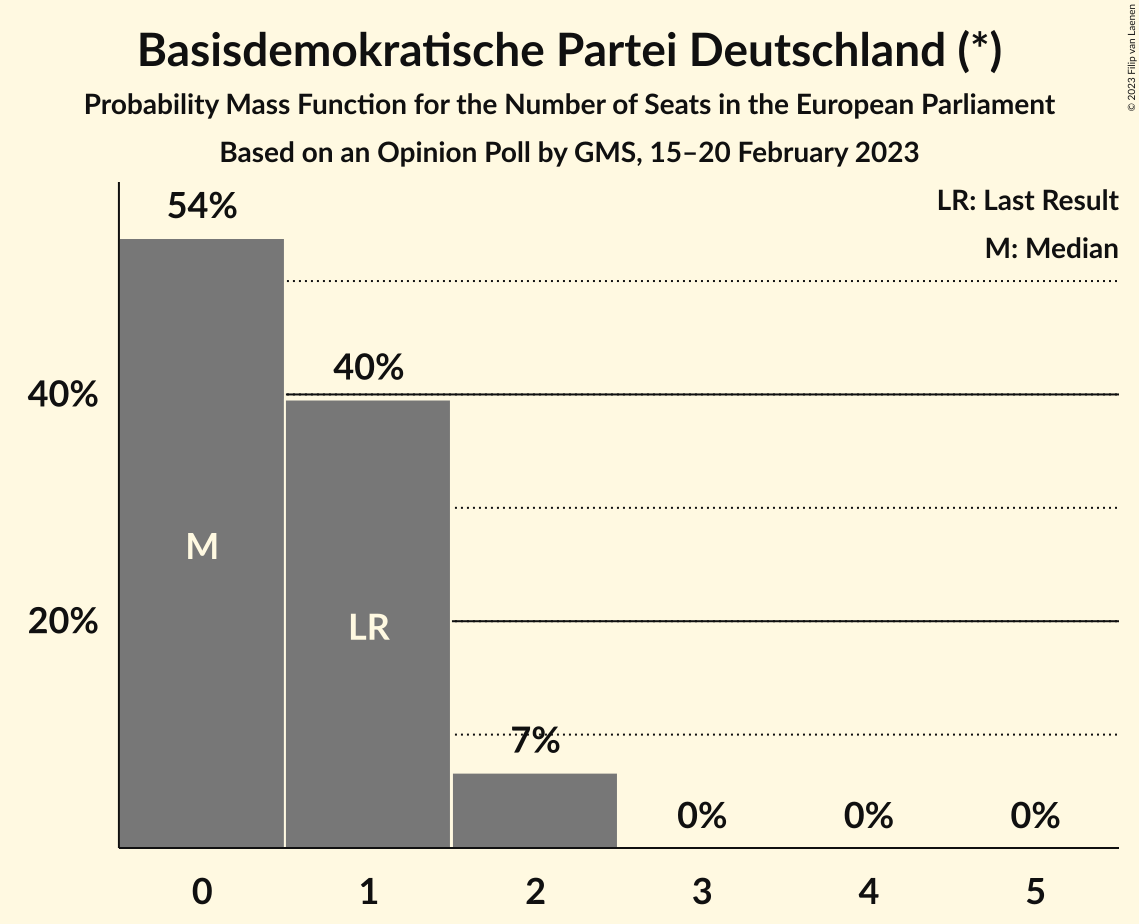 Basisdemokratische Partei Deutschland (*)
Probability Mass Function for the Number of Seats in the European Parliament
Based on an Opinion Poll by GMS, 15–20 February 2023
© 2023 Filip van Laenen
LR: Last Result
M: Median
54%
40%
40%
M
LR
20%
7%
0%
0%
0%
0
1
2
3
4
5